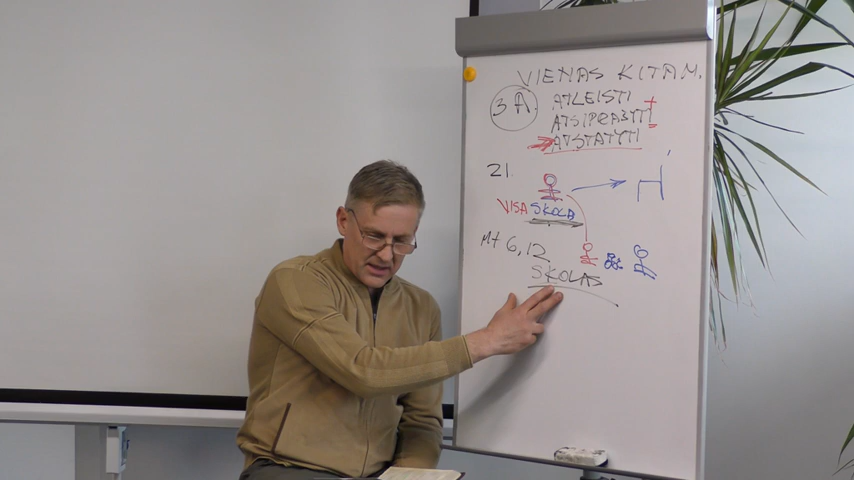 VIENAS KITAM.
3A. ATLEISTI
ATSIPRAŠYTI
ATSTATYTI
21.
VISA SKOLA
Mt 6,12
SKOLAS